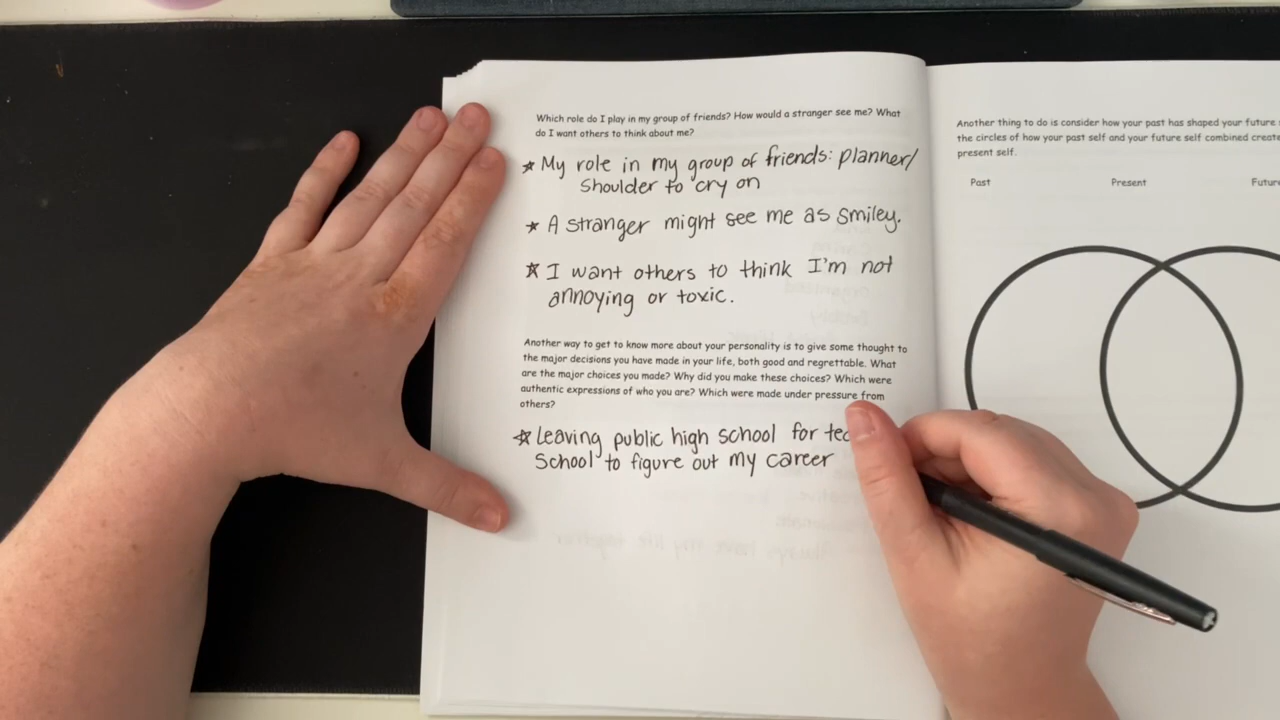 Which role do I play in my group of friends? How would a stranger see me? What
do I want others to think about me?
☆ My role in my group of friends: planner/
shoulder to cry on
☆ A stranger might see me as smiley.
☆ I want others to think I'm not
annoying or toxic.
Another way to get to know more about your personality is to give some thought to
the major decisions you have made in your life, both good and regrettable. What
are the major choices you made? Why did you make these choices? Which were
authentic expressions of who you are? Which were made under pressure from
others?
☆ Leaving public high school for
school to figure out my career
Another thing to do is consider how your past has shaped your future
the circles of how your past self and your future self combined
present self.
Past Present